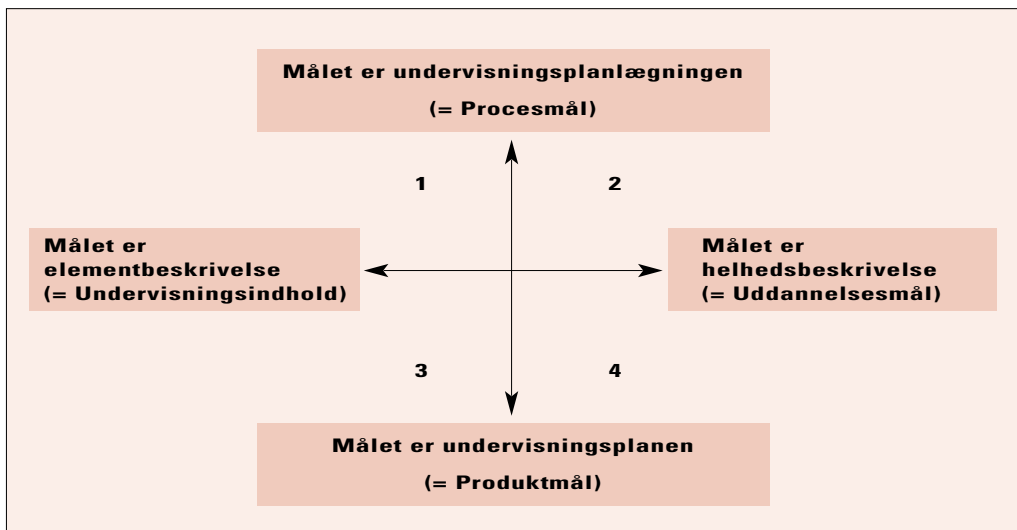 Målet er undervisningsplanlægningen
(= Procesmål)
1
2
Målet er
elementbeskrivelse
(= Undervisningsindhold)
Målet er
helhedsbeskrivelse
(= Uddannelsesmål)
3
4
Målet er undervisningsplanen
(= Produktmål)